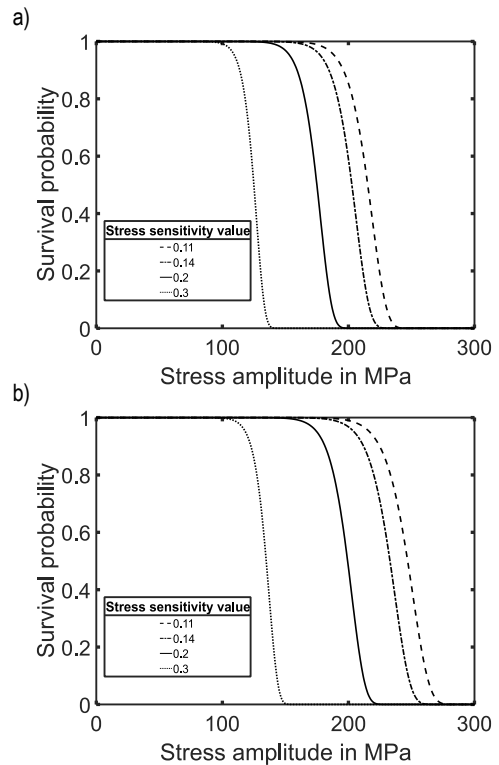 a)
1
0.8
0.6
0.4
0.2
0
Survival probability
Stress sensitivity value
0.11
0.14
0.2
0.3
0 100 200 300
Stress amplitude in MPa
b)
1
0.8
0.6
0.4
0.2
0
Survival probability
Stress sensitivity value
0.11
0.14
0.2
0.3
0 100 200 300
Stress amplitude in MPa